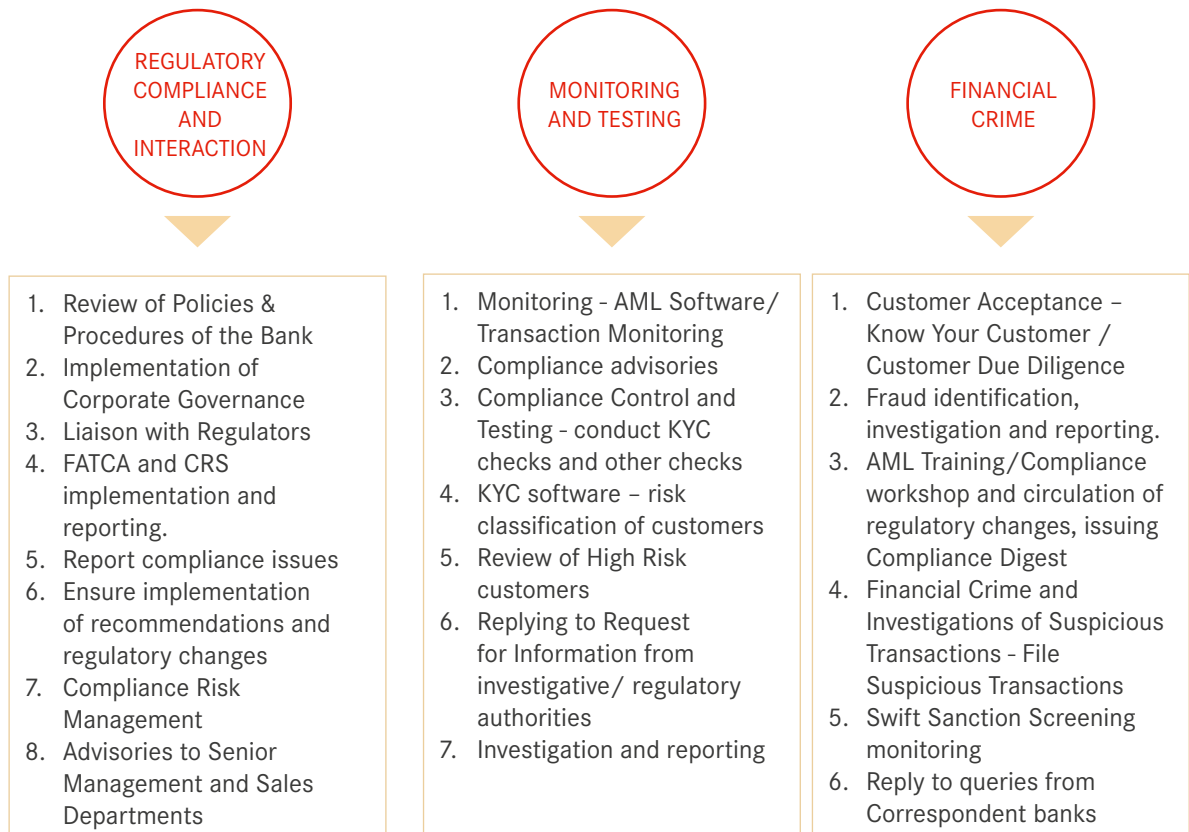 REGULATORY
COMPLIANCE
AND
INTERACTION
1. Review of Policies &
Procedures of the Bank
2. Implementation of
Corporate Governance
3. Liaison with Regulators
4. FATCA and CRS
implementation and
reporting.
5. Report compliance issues
6. Ensure implementation
of recommendations and
regulatory changes
7. Compliance Risk
Management
8. Advisories to Senior
Management and Sales
Departments
MONITORING
AND TESTING
1. Monitoring - AML Software/
Transaction Monitoring
2. Compliance advisories
3. Compliance Control and
Testing - conduct KYC
checks and other checks
4. KYC software – risk
classification of customers
5. Review of High Risk
customers
6. Replying to Request
for Information from
investigative/ regulatory
authorities
7. Investigation and reporting
FINANCIAL
CRIME
1. Customer Acceptance –
Know Your Customer /
Customer Due Diligence
2. Fraud identification,
investigation and reporting.
3. AML Training/Compliance
workshop and circulation of
regulatory changes, issuing
Compliance Digest
4. Financial Crime and
Investigations of Suspicious
Transactions - File
Suspicious Transactions
5. Swift Sanction Screening
monitoring
6. Reply to queries from
Correspondent banks